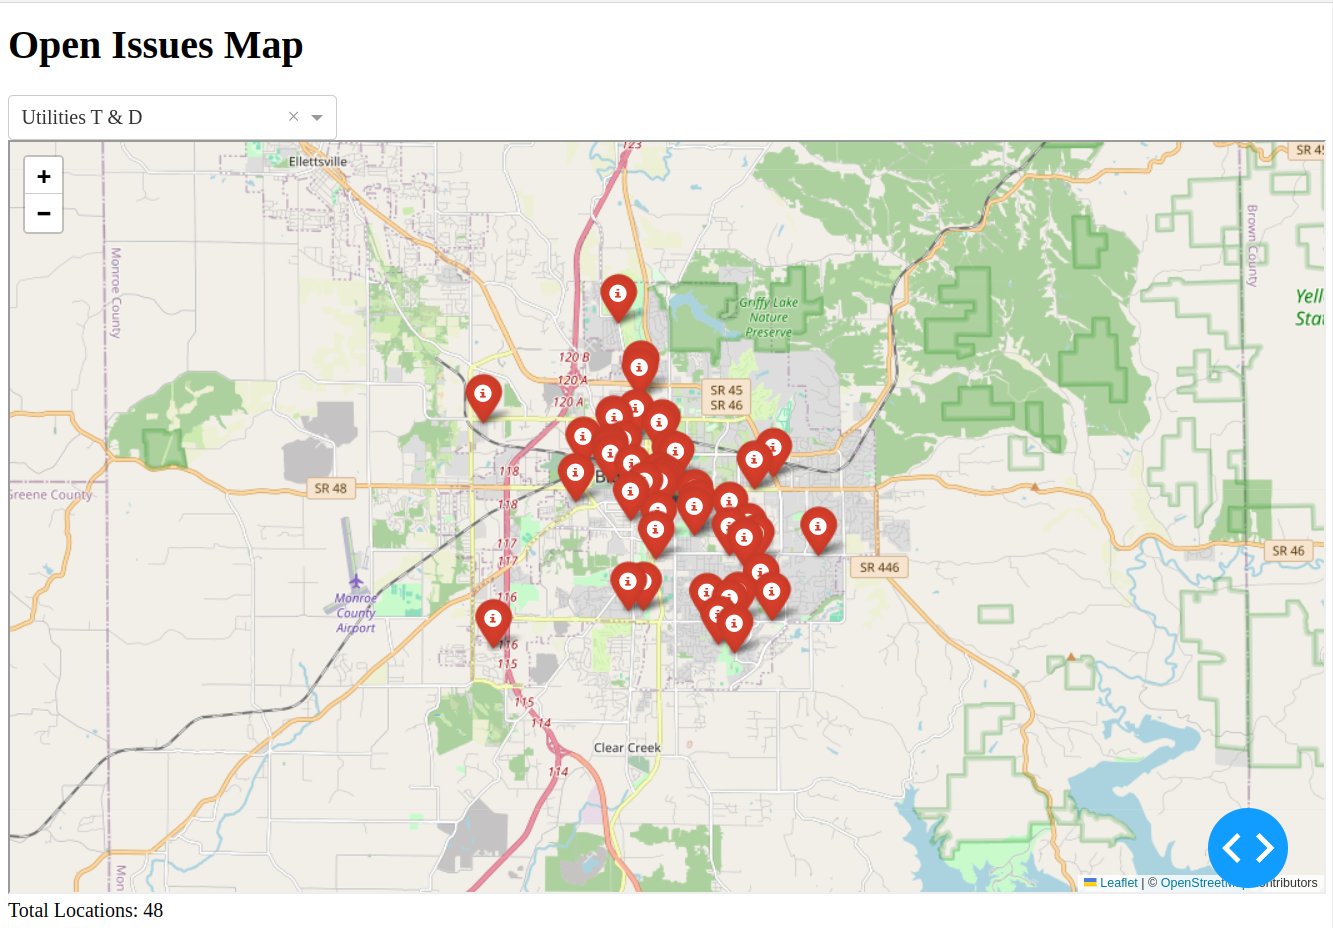 Open Issues Map
Utilities T & D
×
123
Ellettsville
SR 45
+
−
Monroe County
Brown County
Griffy Lake
Nature
Preserve
120 B
120 A
120 A
SR 45
SR 46
118
SR 48
Greene County
118
117
117
SR 46
SR 446
116
Monroe
County
Airport
116
115
115
114
Clear Creek
114
Leaflet | © OpenStreetMap contributors
Total Locations: 48